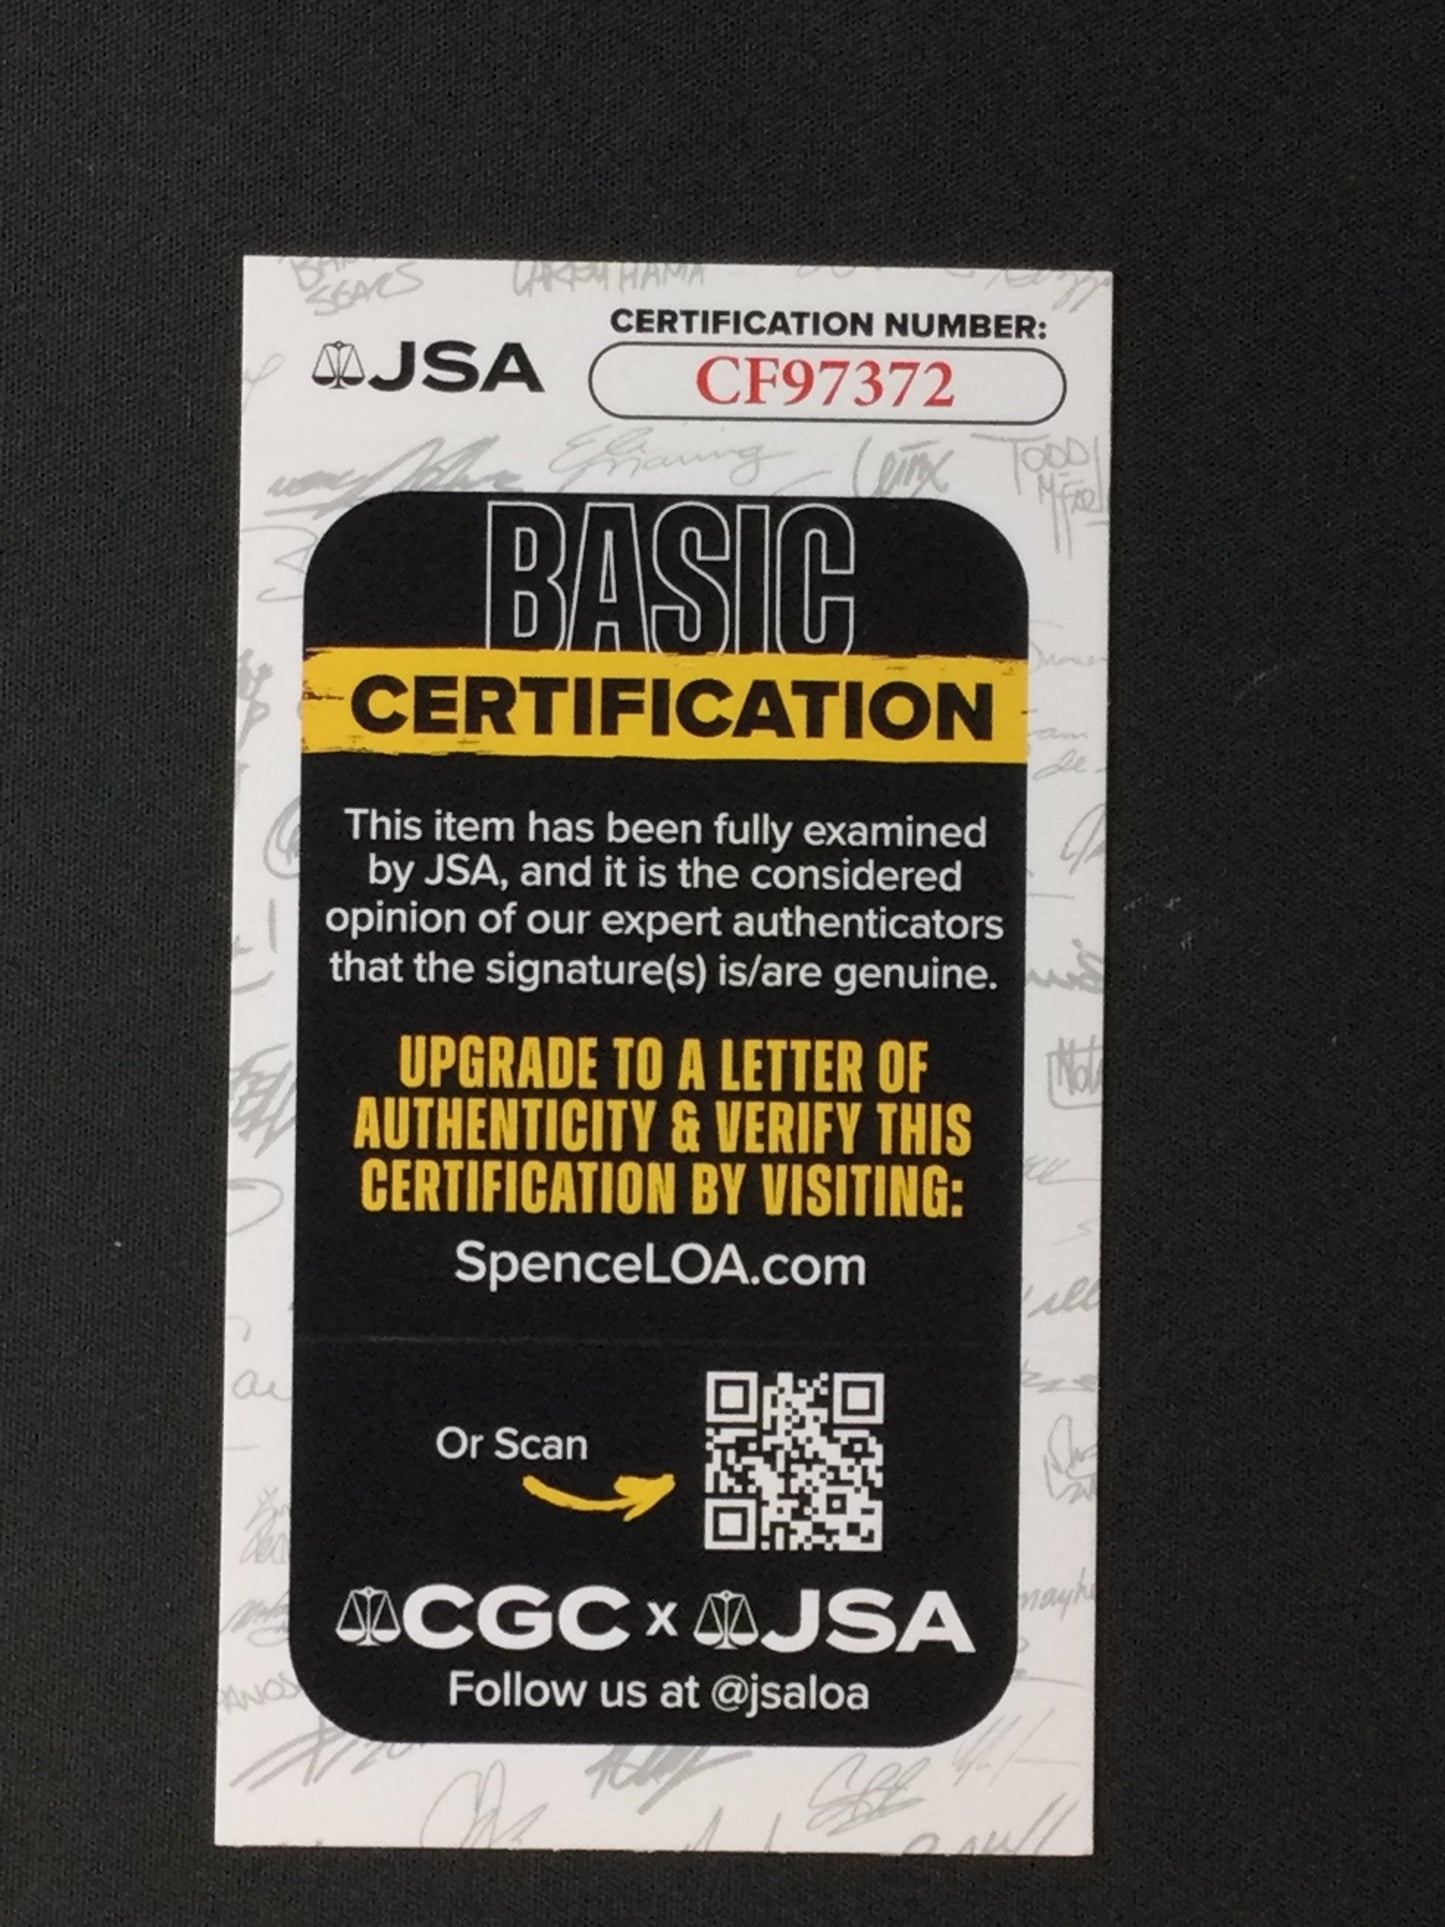 CERTIFICATION NUMBER:
JSA
CF97372
BASIC
CERTIFICATION
This item has been fully examined
by JSA, and it is the considered
opinion of our expert authenticators
that the signature(s) is/are genuine.
UPGRADE TO A LETTER OF
AUTHENTICITY & VERIFY THIS
CERTIFICATION BY VISITING:
SpenceLOA.com
Or Scan
CGC x JSA
Follow us at @jsaloa